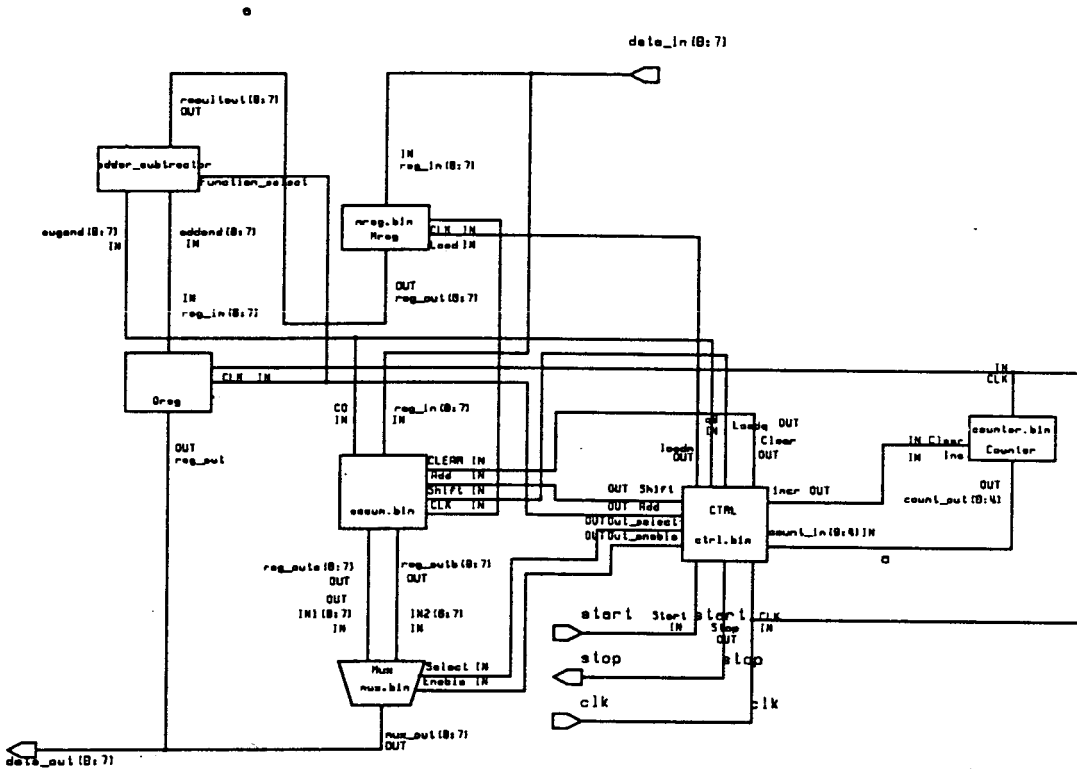 data_in(0:7)
resultout(0:7)
OUT
adder_subtractor
function_select
IN
reg_in(0:7)
mreg.bin
Mreg
CLK IN
Load IN
augend(0:7)
IN
addend(0:7)
IN
OUT
reg_out(0:7)
IN
reg_in(0:7)
CLK IN
Qreg
CO
IN
reg_in(0:7)
IN
OUT
reg_out
IN
CLK
counter.bin
Counter
IN Clear
IN Inc
OUT
count_out(0:4)
loadm
OUT
q0
IN
Loadq OUT
Clear
OUT
CLEAR IN
Add IN
Shift IN
CLK IN
accum.bin
OUT Shift
OUT Add
OUT Out_select
OUT Out_enable
CTRL
ctrl.bin
incr OUT
count_in(0:4) IN
reg_outa(0:7)
OUT
reg_outb(0:7)
OUT
OUT
IN1(0:7)
IN
IN2(0:7)
IN
start
Start
IN
start
Stop
OUT
CLK
IN
stop
stop
clk
clk
Mux
mux.bin
Select IN
Enable IN
mux_out(0:7)
OUT
data_out(0:7)